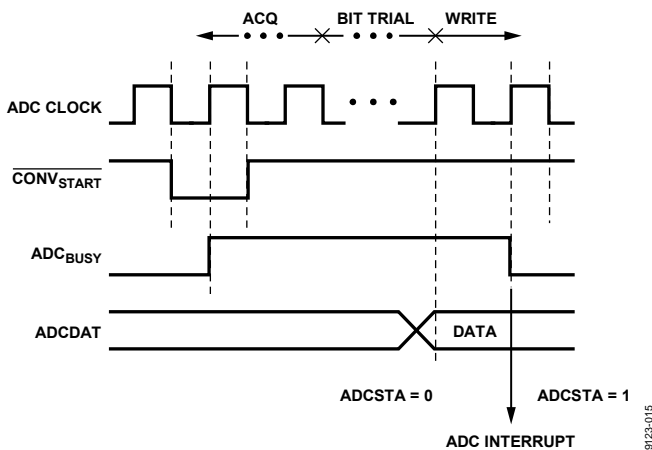 ACQ BIT TRIAL WRITE
ADC CLOCK
CONVSTART
ADCBUSY
ADCDAT
DATA
ADCSTA = 0 ADCSTA = 1
ADC INTERRUPT
9123-015